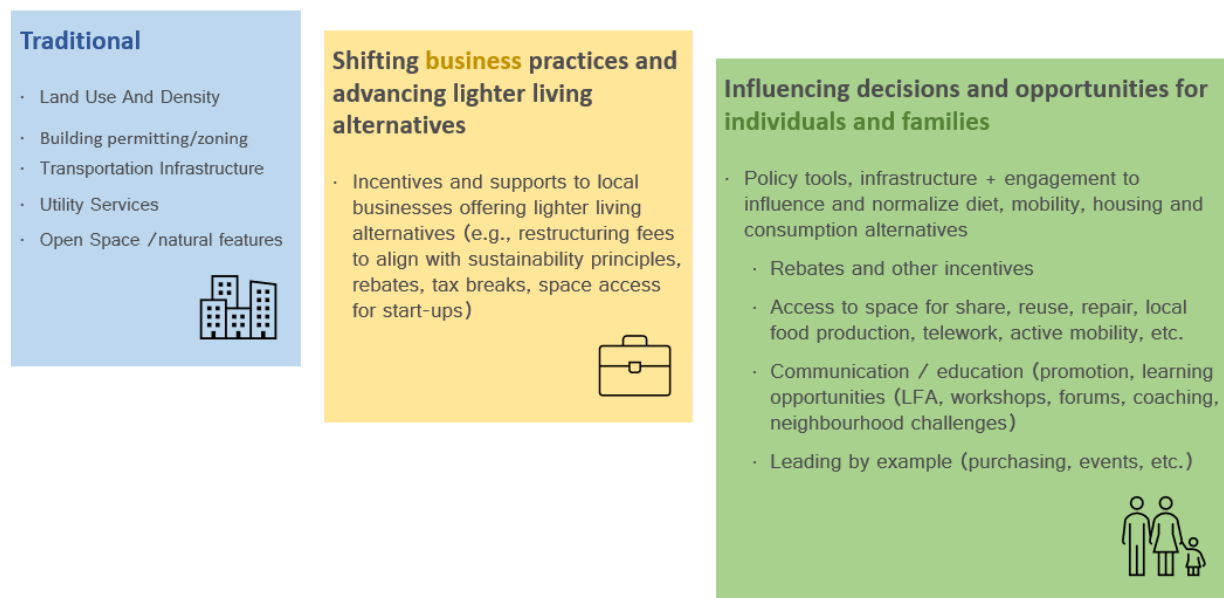 Traditional
· Land Use And Density
· Building permitting/zoning
· Transportation Infrastructure
· Utility Services
· Open Space /natural features
Shifting business practices and
advancing lighter living
alternatives
· Incentives and supports to local
businesses offering lighter living
alternatives (e.g., restructuring fees
to align with sustainability principles,
rebates, tax breaks, space access
for start-ups)
Influencing decisions and opportunities for
individuals and families
· Policy tools, infrastructure + engagement to
influence and normalize diet, mobility, housing and
consumption alternatives
· Rebates and other incentives
· Access to space for share, reuse, repair, local
food production, telework, active mobility, etc.
· Communication / education (promotion, learning
opportunities (LFA, workshops, forums, coaching,
neighbourhood challenges)
· Leading by example (purchasing, events, etc.)